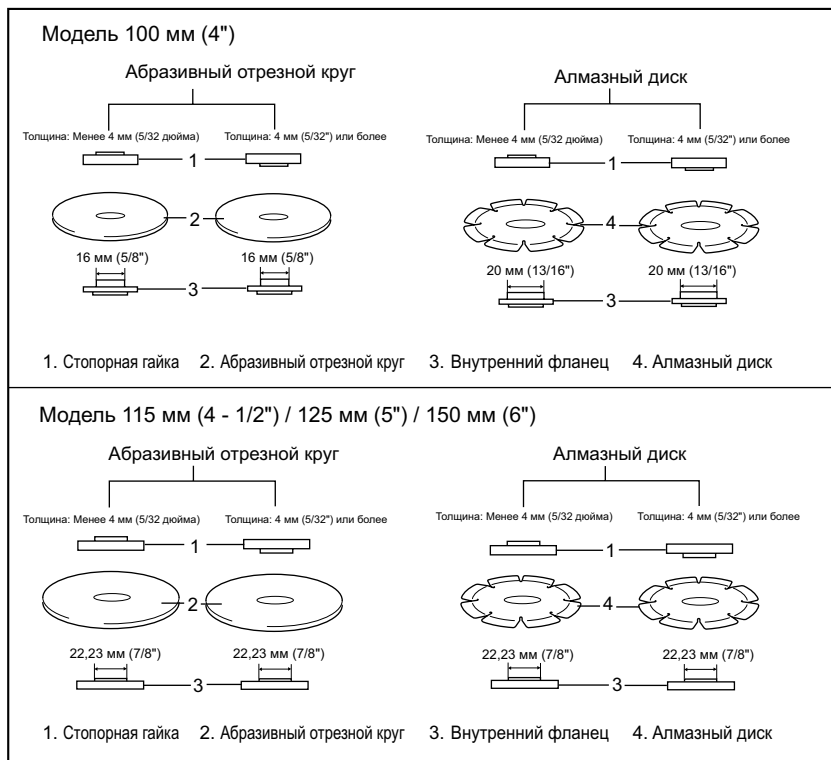 Модель 100 мм (4")
Абразивный отрезной круг
Алмазный диск
Толщина: Менее 4 мм (5/32 дюйма)
Толщина: 4 мм (5/32") или более
Толщина: Менее 4 мм (5/32 дюйма)
Толщина: 4 мм (5/32") или более
1
1
2
4
16 мм (5/8")
16 мм (5/8")
20 мм (13/16")
20 мм (13/16")
3
3
1. Стопорная гайка 2. Абразивный отрезной круг 3. Внутренний фланец 4. Алмазный диск
Модель 115 мм (4 - 1/2") / 125 мм (5") / 150 мм (6")
Абразивный отрезной круг
Алмазный диск
Толщина: Менее 4 мм (5/32 дюйма)
Толщина: 4 мм (5/32") или более
Толщина: Менее 4 мм (5/32 дюйма)
Толщина: 4 мм (5/32") или более
1
1
2
4
22,23 мм (7/8")
22,23 мм (7/8")
22,23 мм (7/8")
22,23 мм (7/8")
3
3
1. Стопорная гайка 2. Абразивный отрезной круг 3. Внутренний фланец 4. Алмазный диск